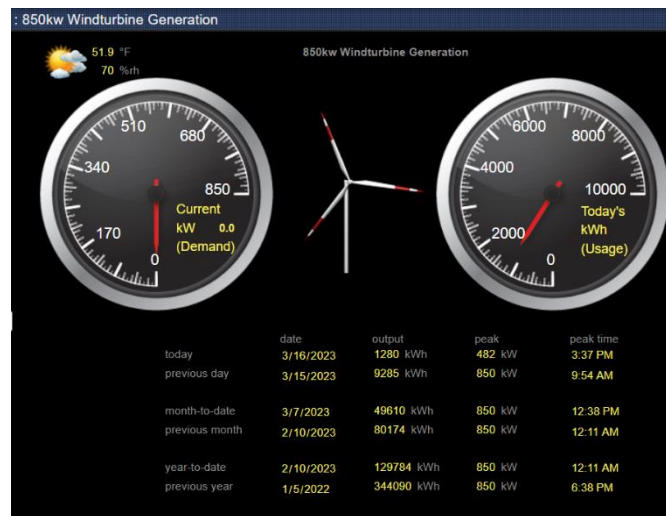 : 850kw Windturbine Generation
51.9 °F
70 %rh
850kw Windturbine Generation
510
680
340
850
170
0
Current
kW 0.0
(Demand)
6000
8000
4000
10000
2000
0
Today's
kWh
(Usage)
date output peak peak time
today 3/16/2023 1280 kWh 482 kW 3:37 PM
previous day 3/15/2023 9285 kWh 850 kW 9:54 AM
month-to-date 3/7/2023 49610 kWh 850 kW 12:38 PM
previous month 2/10/2023 80174 kWh 850 kW 12:11 AM
year-to-date 2/10/2023 129784 kWh 850 kW 12:11 AM
previous year 1/5/2022 344090 kWh 850 kW 6:38 PM